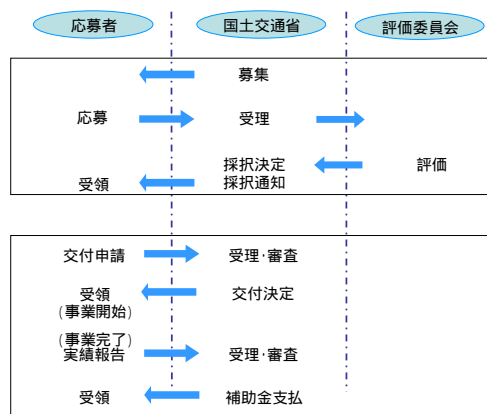 応募者 国土交通省 評価委員会
募集
応募 受理
採択決定 評価
受領 採択通知
交付申請 受理・審査
受領 交付決定
(事業開始)
(事業完了)
実績報告 受理・審査
受領 補助金支払